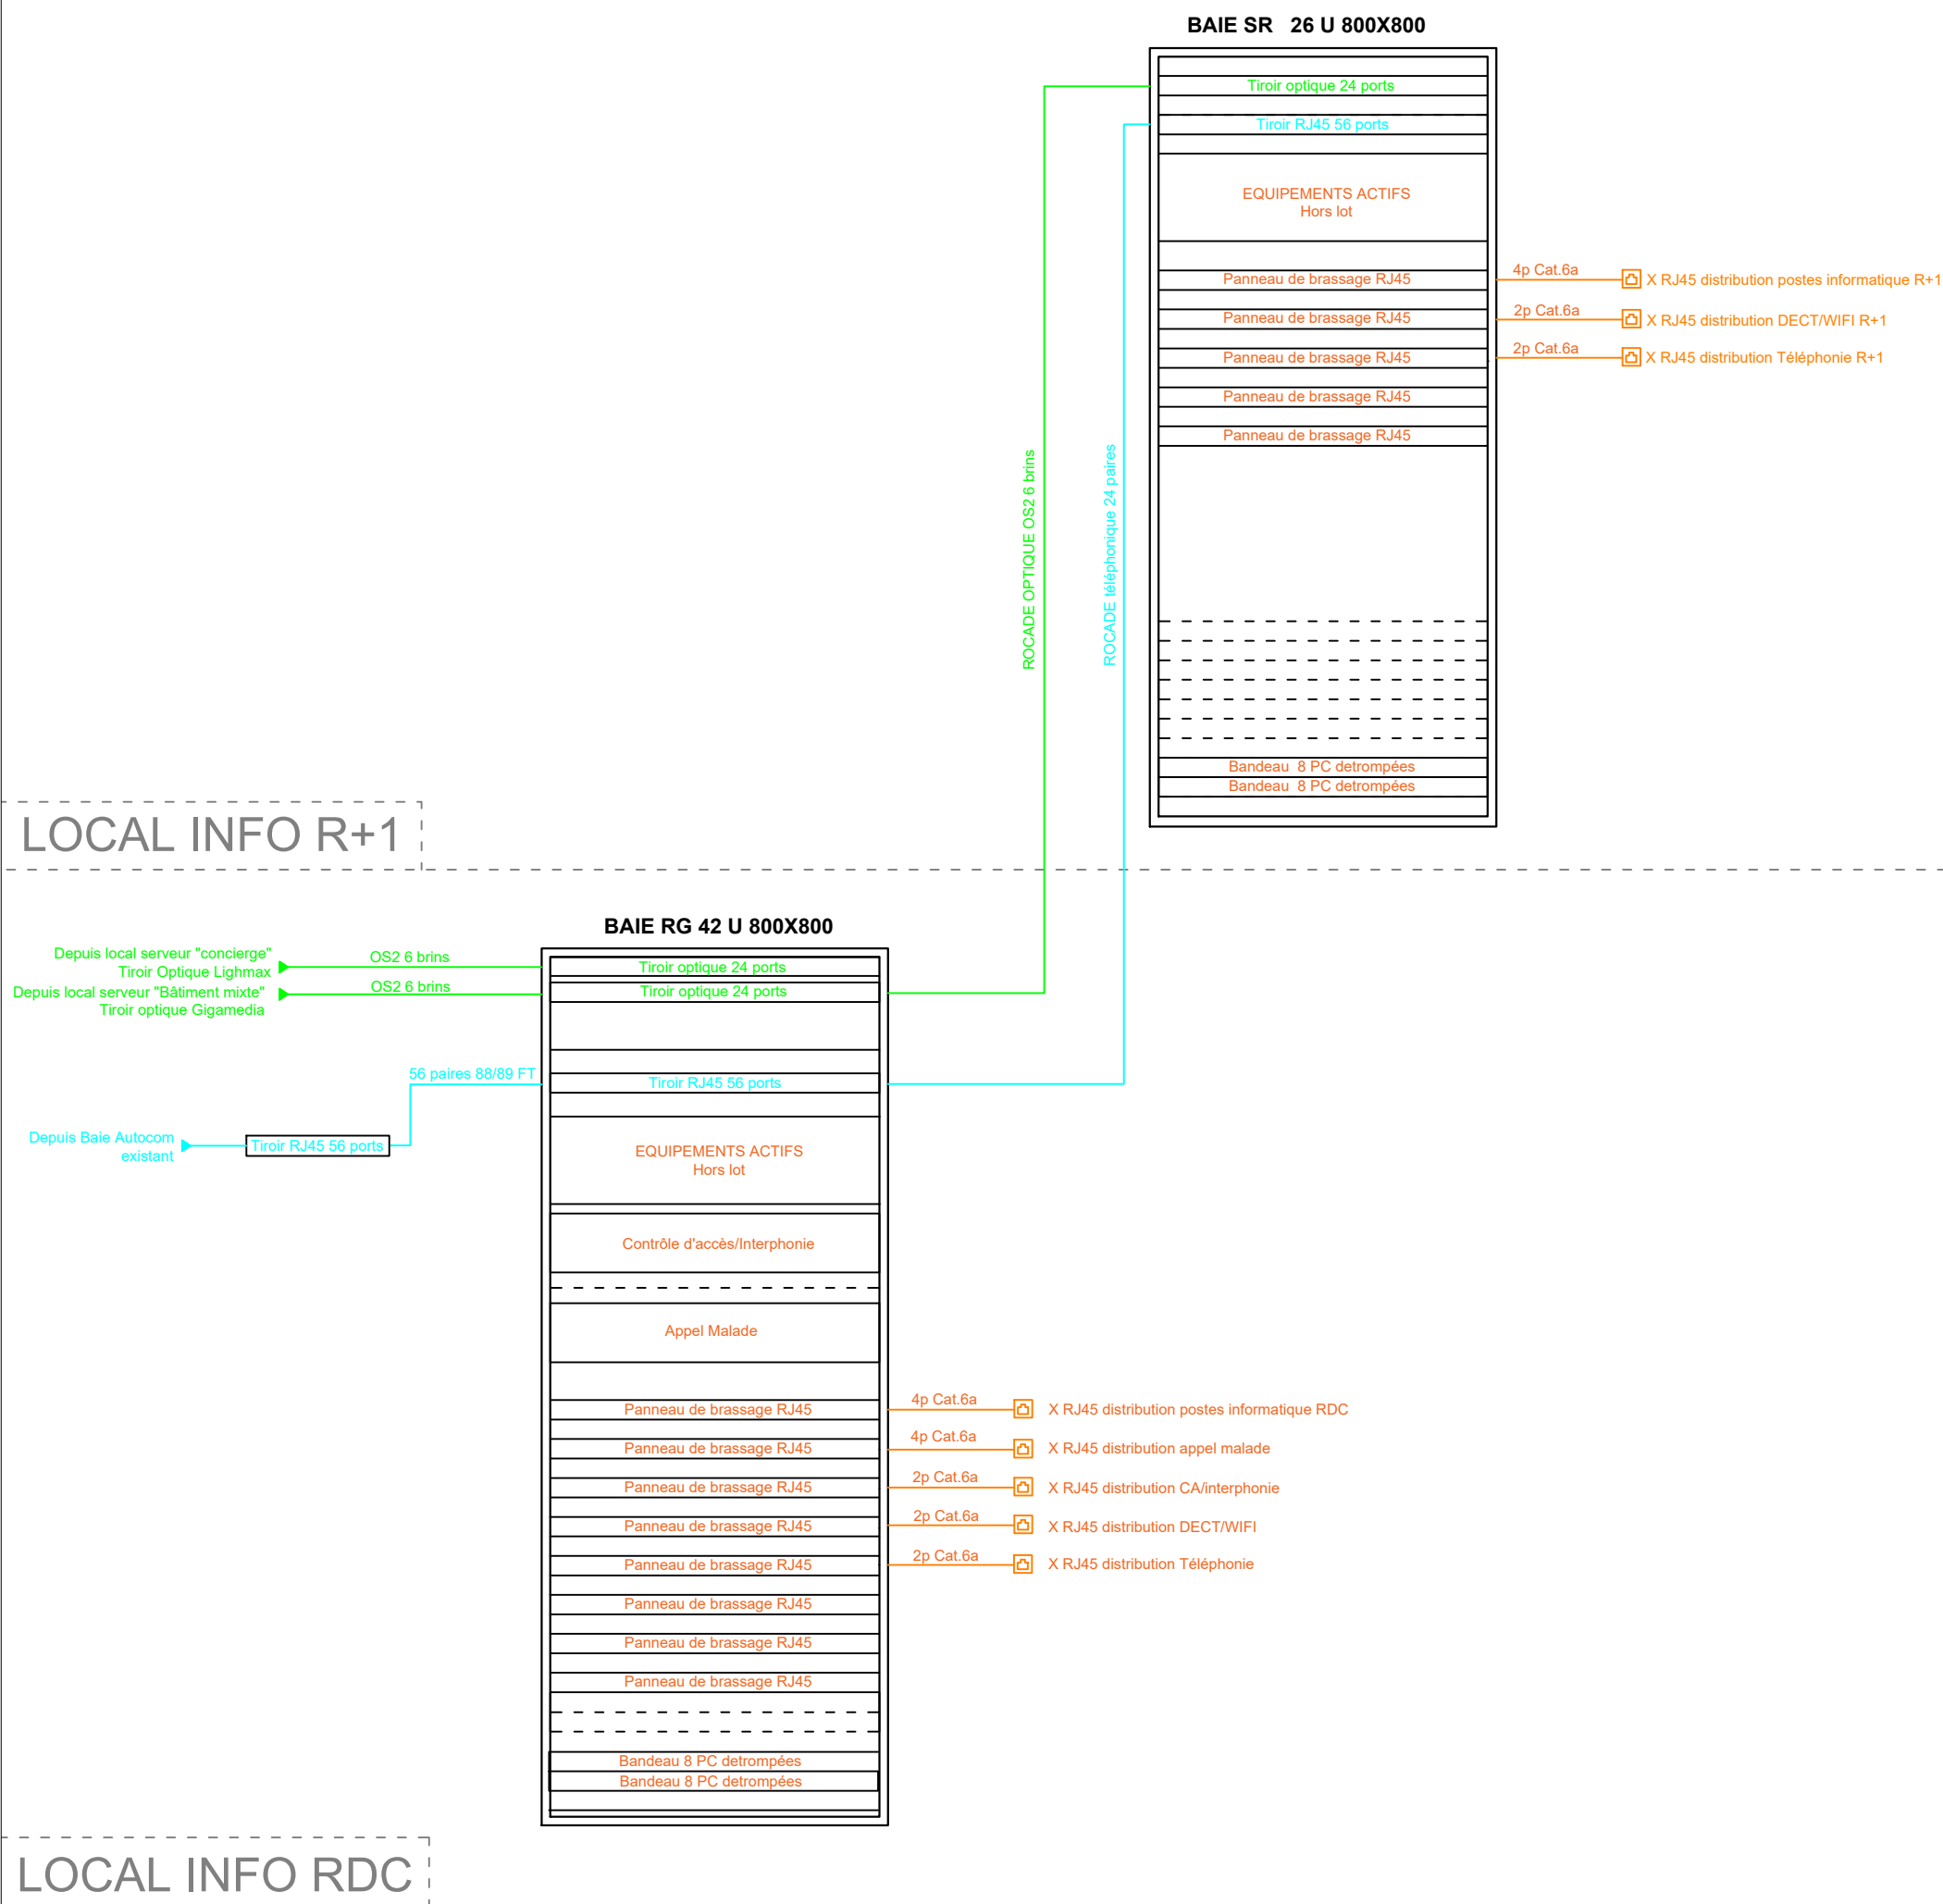 BAIE SR 26 U 800X800
Tiroir optique 24 ports
Tiroir RJ45 56 ports
EQUIPEMENTS ACTIFS
Hors lot
Panneau de brassage RJ45
4p Cat.6a
X RJ45 distribution postes informatique R+1
Panneau de brassage RJ45
2p Cat.6a
X RJ45 distribution DECT/WIFI R+1
Panneau de brassage RJ45
2p Cat.6a
X RJ45 distribution Téléphonie R+1
Panneau de brassage RJ45
Panneau de brassage RJ45
ROCADE OPTIQUE OS2 6 brins
ROCADE téléphonique 24 paires
Bandeau 8 PC detrompées
Bandeau 8 PC detrompées
LOCAL INFO R+1
BAIE RG 42 U 800X800
Depuis local serveur "concierge"
Tiroir Optique Lighmax
OS2 6 brins
Tiroir optique 24 ports
Depuis local serveur "Bâtiment mixte"
Tiroir optique Gigamedia
OS2 6 brins
Tiroir optique 24 ports
56 paires 88/89 FT
Tiroir RJ45 56 ports
Depuis Baie Autocom
existant
Tiroir RJ45 56 ports
EQUIPEMENTS ACTIFS
Hors lot
Contrôle d'accès/Interphonie
Appel Malade
Panneau de brassage RJ45
4p Cat.6a
X RJ45 distribution postes informatique RDC
Panneau de brassage RJ45
4p Cat.6a
X RJ45 distribution appel malade
Panneau de brassage RJ45
2p Cat.6a
X RJ45 distribution CA/interphonie
Panneau de brassage RJ45
2p Cat.6a
X RJ45 distribution DECT/WIFI
Panneau de brassage RJ45
2p Cat.6a
X RJ45 distribution Téléphonie
Panneau de brassage RJ45
Panneau de brassage RJ45
Panneau de brassage RJ45
Bandeau 8 PC detrompées
Bandeau 8 PC detrompées
LOCAL INFO RDC